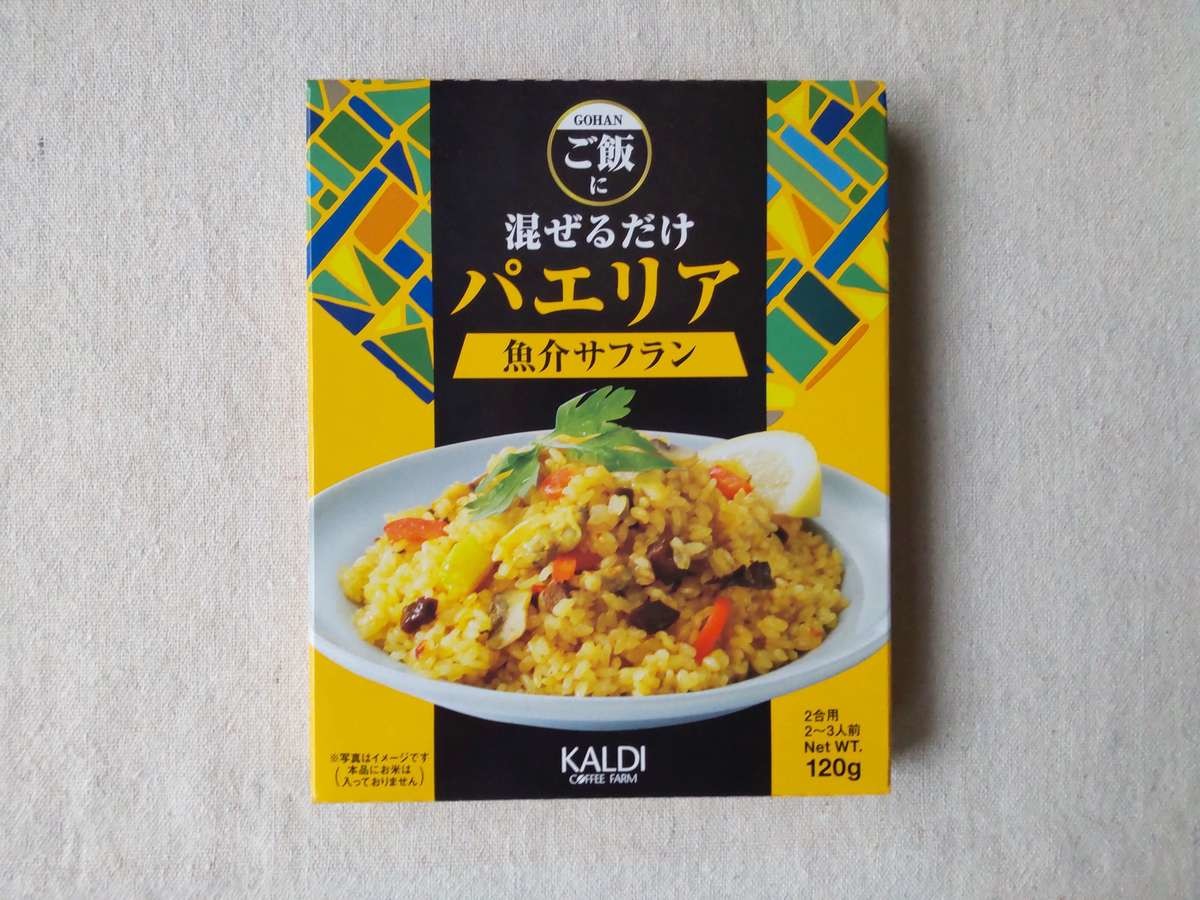 GOHAN
ご飯
に
混ぜるだけ
パエリア
魚介サフラン
2合用
2〜3人前
Net WT.
120g
※写真はイメージです
(本品にお米は
入っておりません)
KALDI
COFFEE FARM